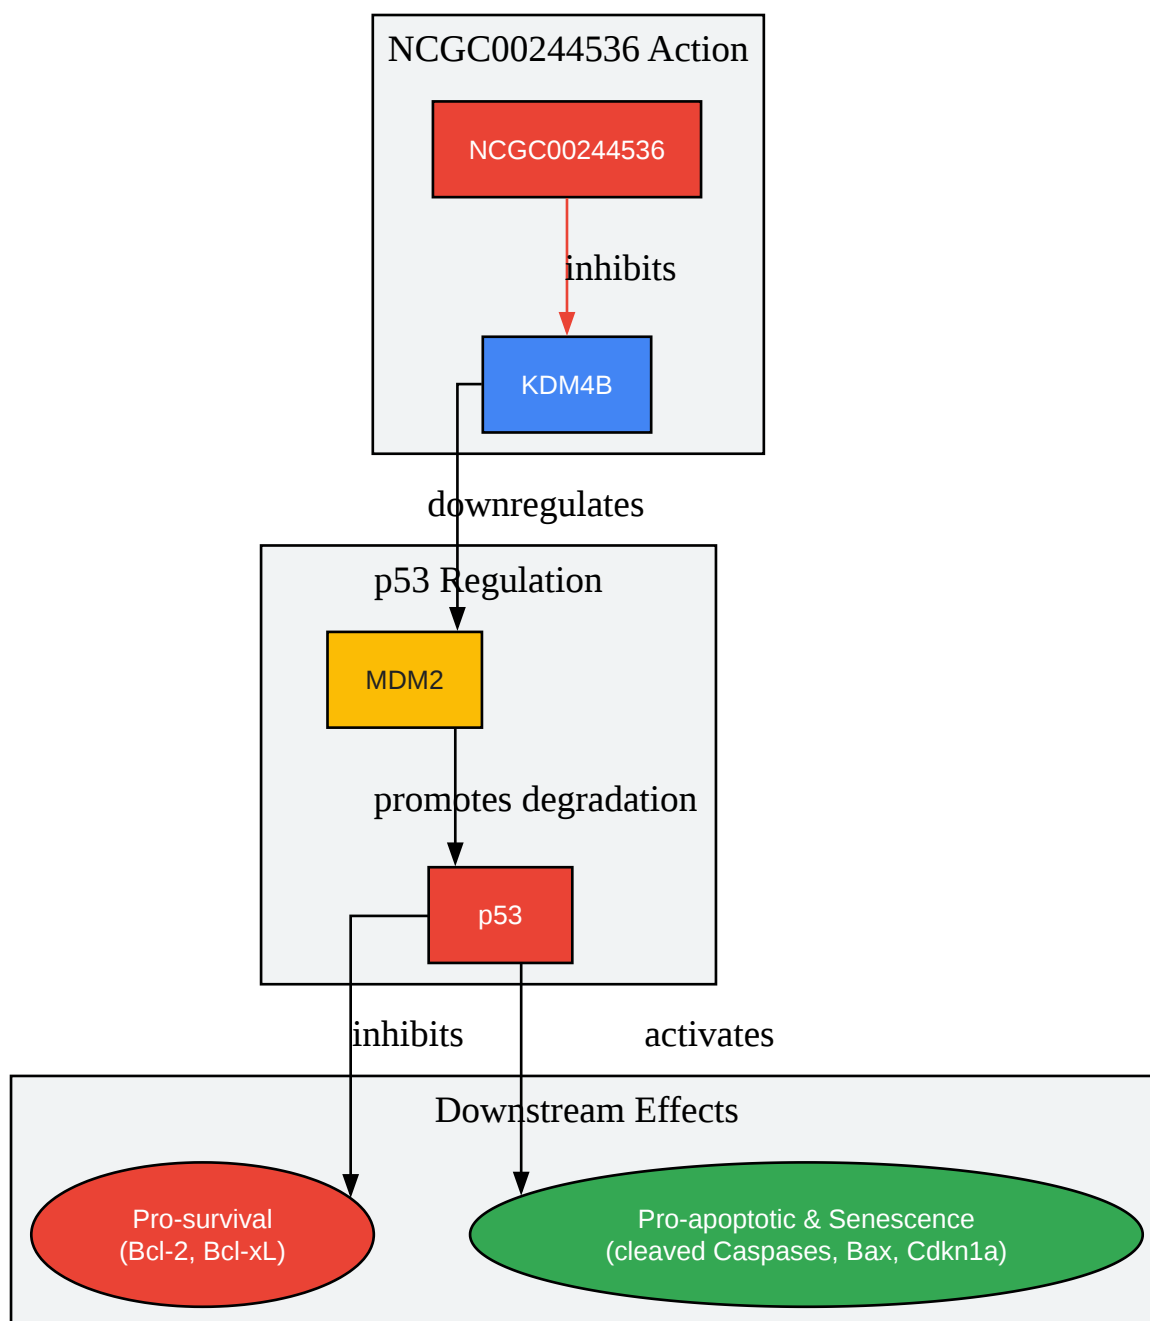 NCGC00244536 Action
NCGC00244536
inhibits
KDM4B
downregulates
p53 Regulation
MDM2
promotes degradation
p53
inhibits
activates
Downstream Effects
Pro-survival
(Bcl-2, Bcl-xL)
Pro-apoptotic & Senescence
(cleaved Caspases, Bax, Cdkn1a)